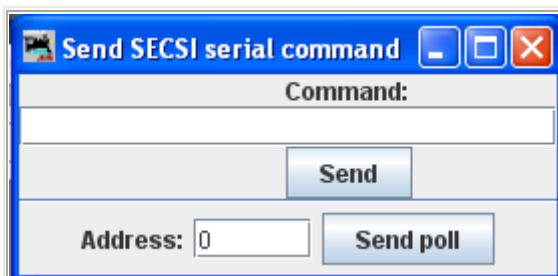 Send SECSI serial command
Command:
Send
Address: 0 Send poll